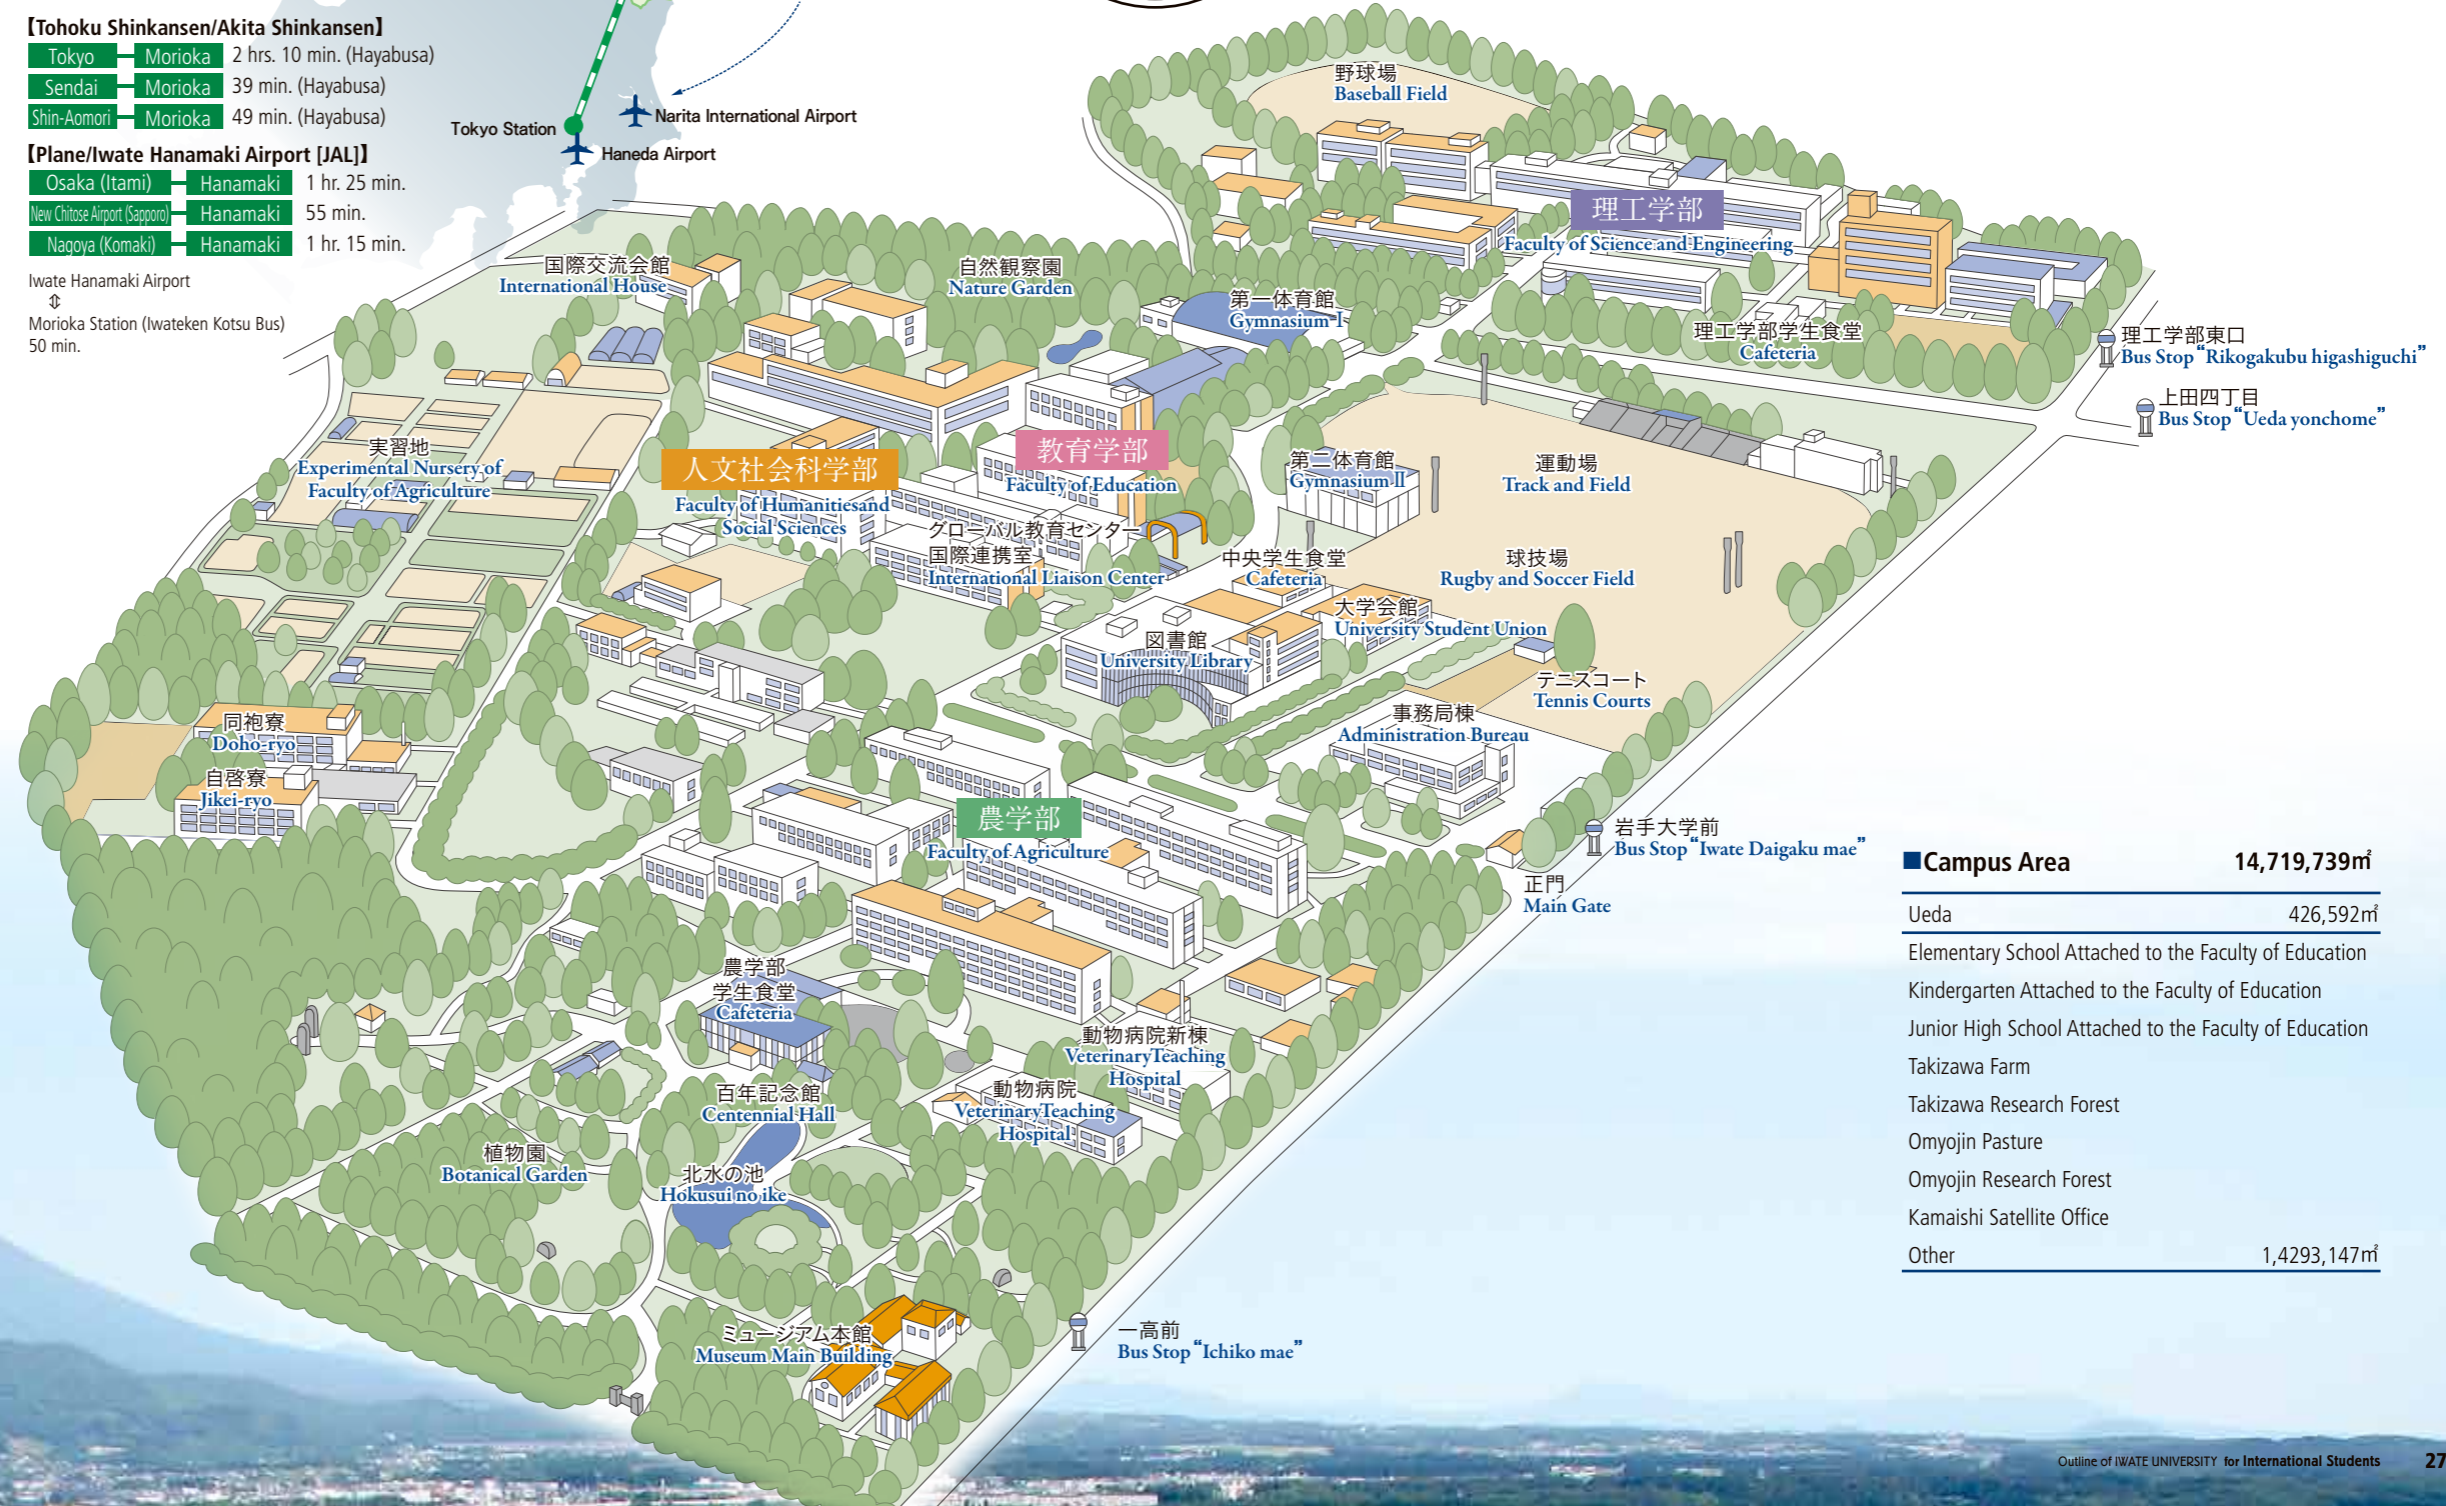 【Tohoku Shinkansen/Akita Shinkansen】
Tokyo Morioka 2 hrs. 10 min. (Hayabusa)
Sendai Morioka 39 min. (Hayabusa)
Shin-Aomori Morioka 49 min. (Hayabusa)
【Plane/Iwate Hanamaki Airport [JAL]】
Osaka (Itami) Hanamaki 1 hr. 25 min.
New Chitose Airport (Sapporo) Hanamaki 55 min.
Nagoya (Komaki) Hanamaki 1 hr. 15 min.
Iwate Hanamaki Airport
⇕
Morioka Station (Iwateken Kotsu Bus)
50 min.
Tokyo Station
Narita International Airport
Haneda Airport
野球場
Baseball Field
理工学部
Faculty of Science and Engineering
国際交流会館
International House
自然観察園
Nature Garden
第一体育館
Gymnasium I
理工学部学生食堂
Cafeteria
理工学部東口
Bus Stop “Rikogakubu higashiguchi”
上田四丁目
Bus Stop “Ueda yonchome”
実習地
Experimental Nursery of
Faculty of Agriculture
人文社会科学部
Faculty of Humanitiesand
Social Sciences
教育学部
Faculty of Education
第二体育館
Gymnasium II
運動場
Track and Field
グローバル教育センター
国際連携室
International Liaison Center
中央学生食堂
Cafeteria
球技場
Rugby and Soccer Field
大学会館
University Student Union
図書館
University Library
テニスコート
Tennis Courts
事務局棟
Administration Bureau
同袍寮
Doho-ryo
自啓寮
Jikei-ryo
農学部
Faculty of Agriculture
岩手大学前
Bus Stop “Iwate Daigaku mae”
正門
Main Gate
農学部
学生食堂
Cafeteria
動物病院新棟
Veterinary Teaching
Hospital
動物病院
Veterinary Teaching
Hospital
百年記念館
Centennial Hall
植物園
Botanical Garden
北水の池
Hokusui no ike
ミュージアム本館
Museum Main Building
一高前
Bus Stop “Ichiko mae”
■Campus Area 14,719,739㎡
Ueda 426,592㎡
Elementary School Attached to the Faculty of Education
Kindergarten Attached to the Faculty of Education
Junior High School Attached to the Faculty of Education
Takizawa Farm
Takizawa Research Forest
Omyojin Pasture
Omyojin Research Forest
Kamaishi Satellite Office
Other 1,4293,147㎡
Outline of IWATE UNIVERSITY for International Students 27